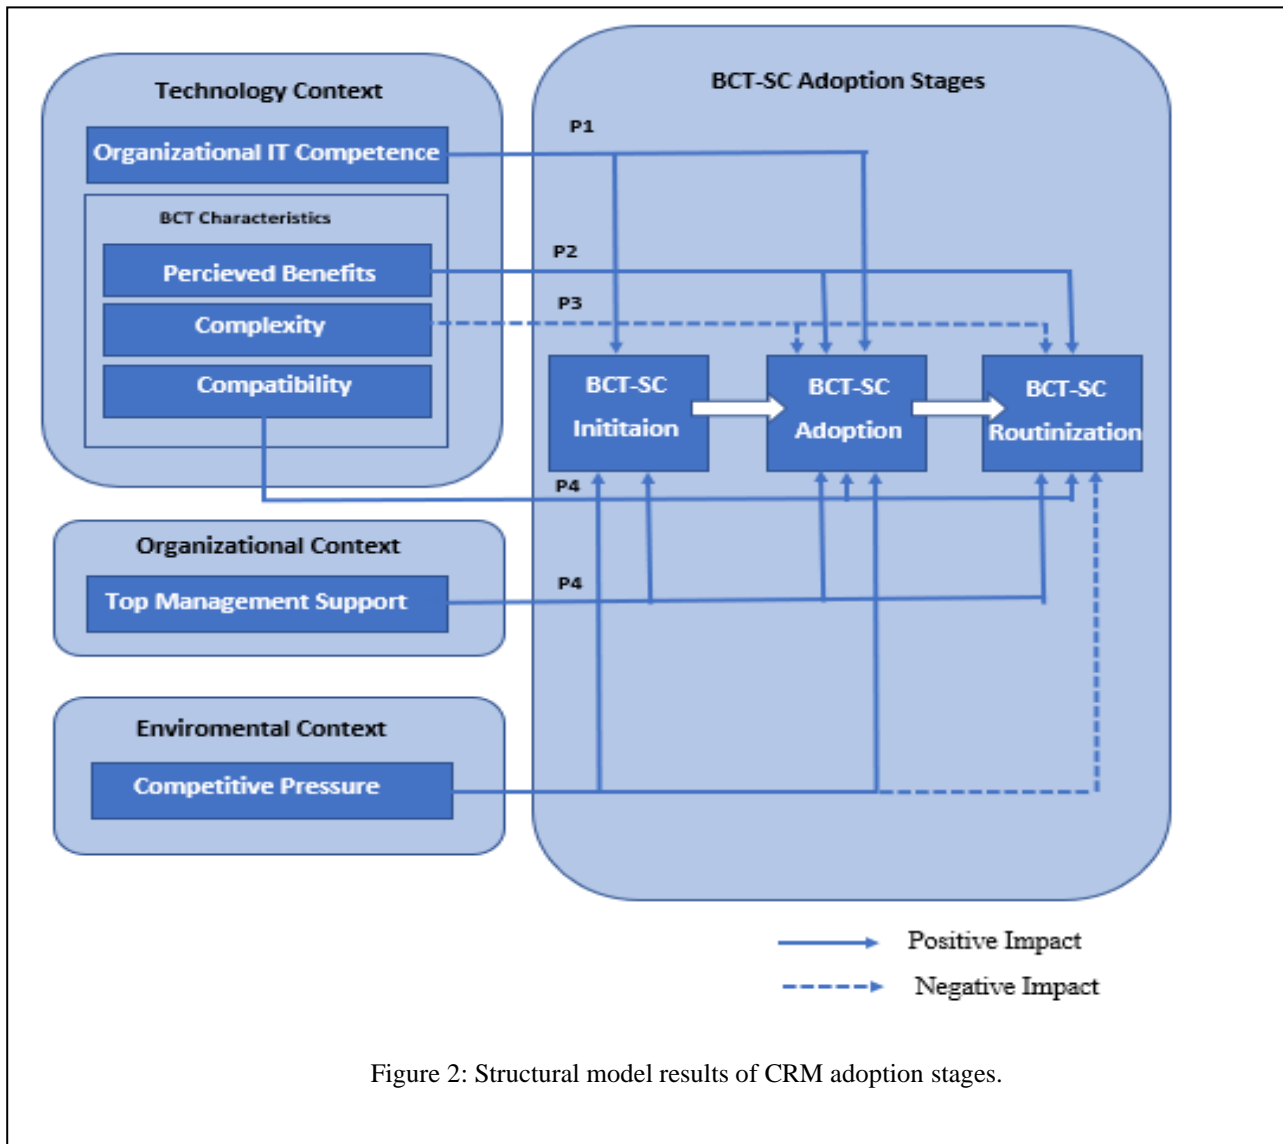 Technology Context
Organizational IT Competence
BCT Characteristics
Percieved Benefits
Complexity
Compatibility
Organizational Context
Top Management Support
Enviromental Context
Competitive Pressure
BCT-SC Adoption Stages
P1
P2
P3
BCT-SC
Inititaion
BCT-SC
Adoption
BCT-SC
Routinization
P4
P4
Positive Impact
Negative Impact
Figure 2: Structural model results of CRM adoption stages.